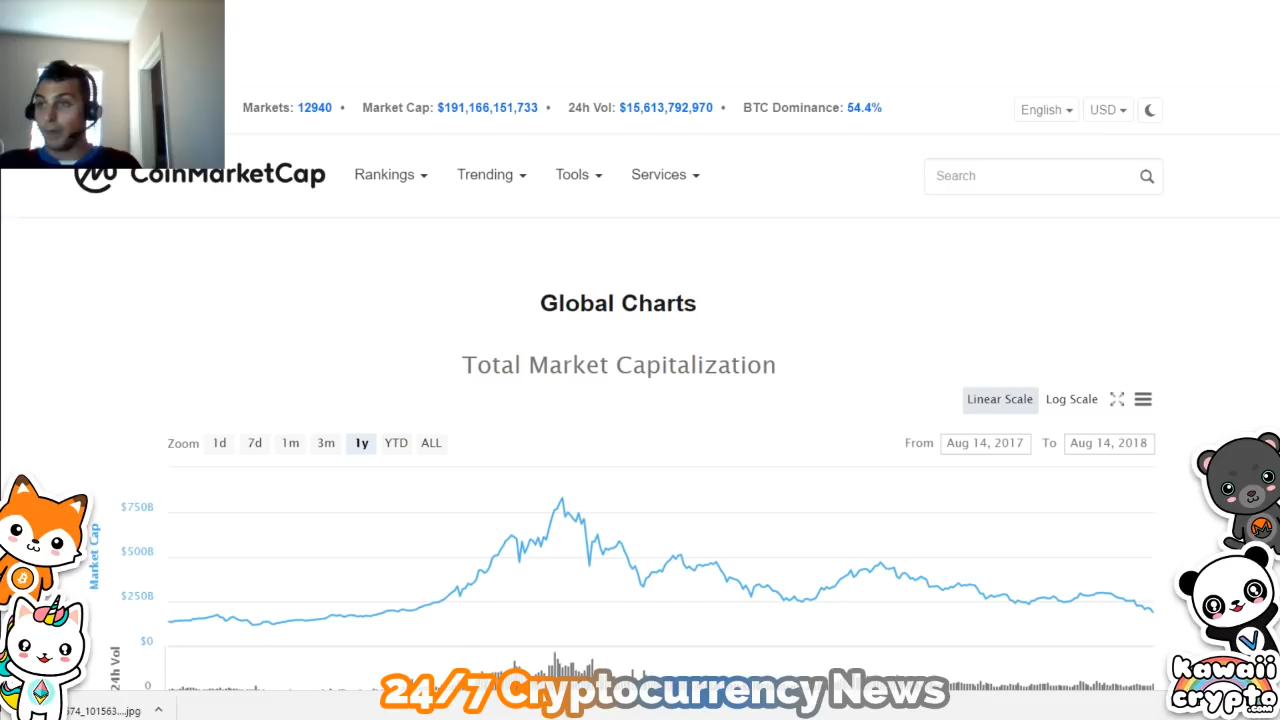 Markets: 12940 • Market Cap: $191,166,151,733 • 24h Vol: $15,613,792,970 • BTC Dominance: 54.4%
English USD
CoinMarketCap Rankings Trending Tools Services
Search
Global Charts
Total Market Capitalization
Linear Scale Log Scale
Zoom 1d 7d 1m 3m 1y YTD ALL From Aug 14, 2017 To Aug 14, 2018
$750B
$500B
$250B
$0
0
Market Cap
24h Vol
24/7 Cryptocurrency News
kawaii
crypto
.com
74_101563....jpg